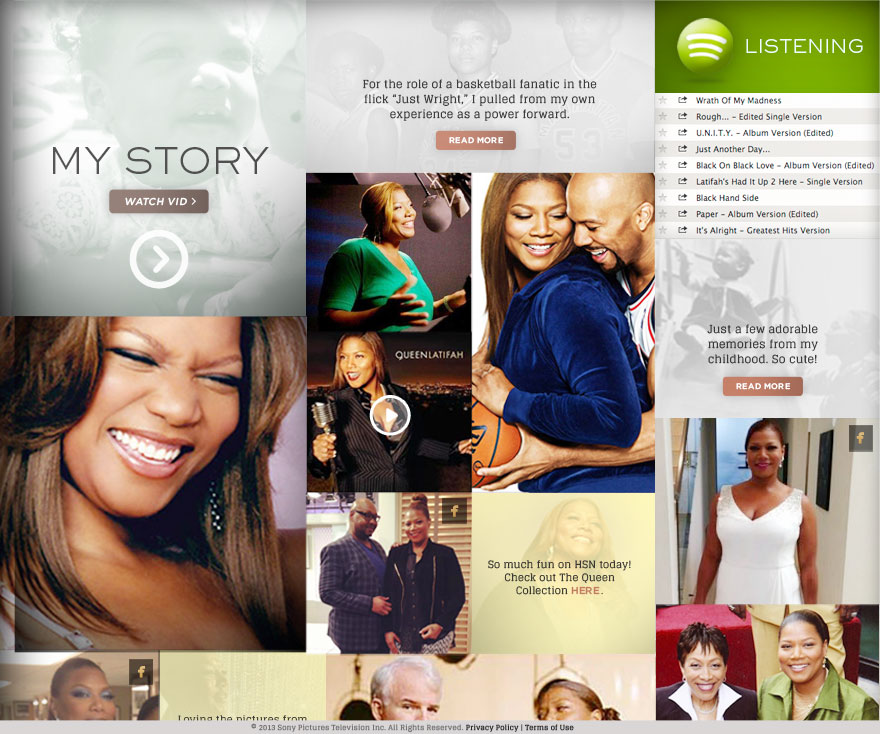 MY STORY
WATCH VID >
For the role of a basketball fanatic in the
flick “Just Wright,” I pulled from my own
experience as a power forward.
READ MORE
53
LISTENING
Wrath Of My Madness
Rough... – Edited Single Version
U.N.I.T.Y. – Album Version (Edited)
Just Another Day...
Black On Black Love – Album Version (Edited)
Latifah's Had It Up 2 Here – Single Version
Black Hand Side
Paper – Album Version (Edited)
It's Alright – Greatest Hits Version
QUEENLATIFAH
Just a few adorable
memories from my
childhood. So cute!
READ MORE
f
f
So much fun on HSN today!
Check out The Queen
Collection HERE.
f
Loving the pictures from
© 2013 Sony Pictures Television Inc. All Rights Reserved. Privacy Policy | Terms of Use